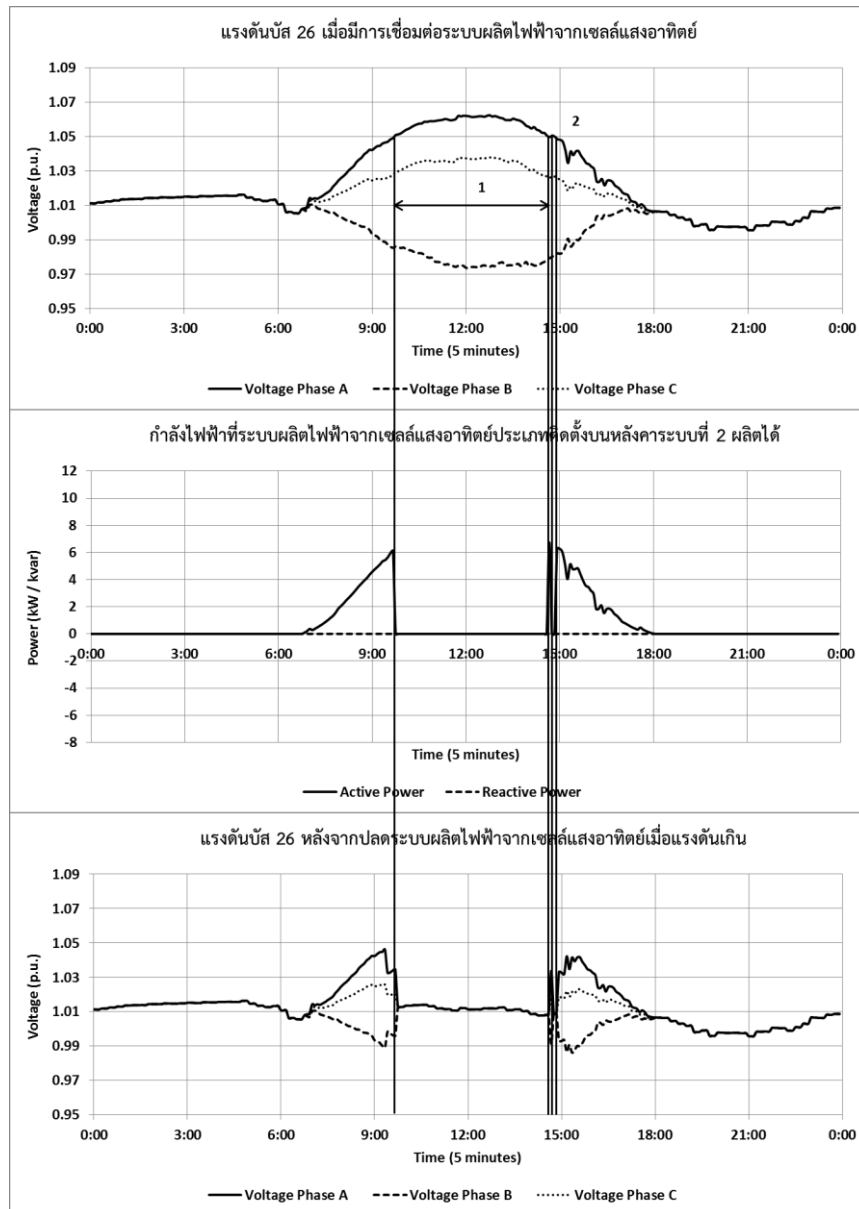 แรงดันบัส 26 เมื่อมีการเชื่อมต่อระบบผลิตไฟฟ้าจากเซลล์แสงอาทิตย์
1.09
1.07
1.05
1.03
1.01
0.99
0.97
0.95
Voltage (p.u.)
2
1
0:00 3:00 6:00 9:00 12:00 15:00 18:00 21:00 0:00
Time (5 minutes)
Voltage Phase A Voltage Phase B Voltage Phase C
กำลังไฟฟ้าที่ระบบผลิตไฟฟ้าจากเซลล์แสงอาทิตย์ประเภทติดตั้งบนหลังคาระบบที่ 2 ผลิตได้
12
10
8
6
4
2
0
-2
-4
-6
-8
Power (kW / kvar)
0:00 3:00 6:00 9:00 12:00 15:00 18:00 21:00 0:00
Time (5 minutes)
Active Power Reactive Power
แรงดันบัส 26 หลังจากปลดระบบผลิตไฟฟ้าจากเซลล์แสงอาทิตย์เมื่อแรงดันเกิน
1.09
1.07
1.05
1.03
1.01
0.99
0.97
0.95
Voltage (p.u.)
0:00 3:00 6:00 9:00 12:00 15:00 18:00 21:00 0:00
Time (5 minutes)
Voltage Phase A Voltage Phase B Voltage Phase C